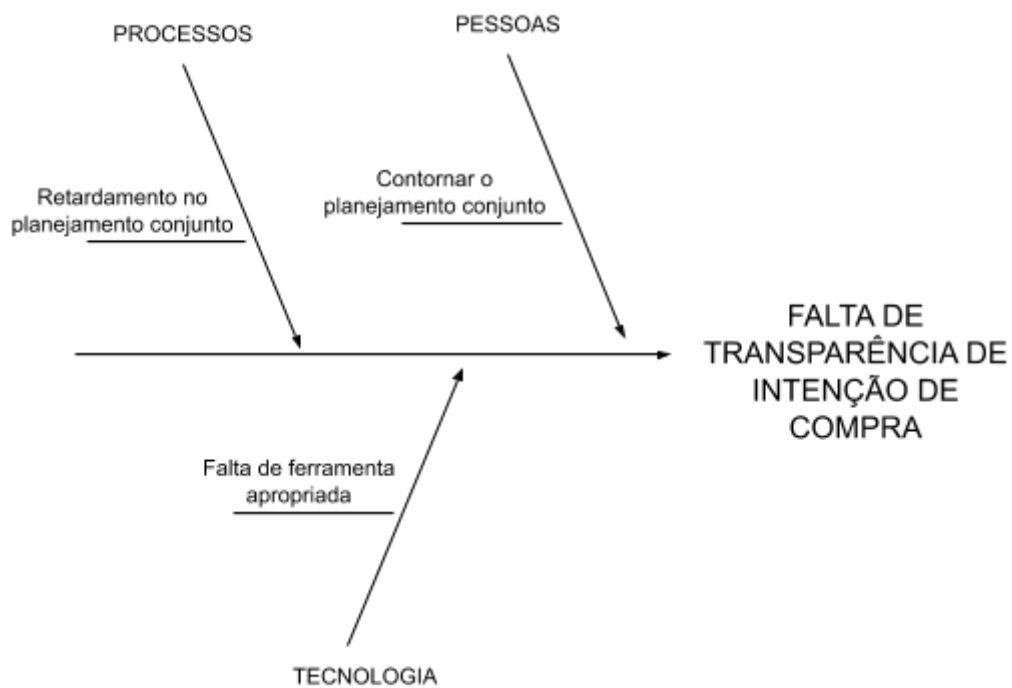 PROCESSOS
PESSOAS
Retardamento no
planejamento conjunto
Contornar o
planejamento conjunto
FALTA DE
TRANSPARÊNCIA DE
INTENÇÃO DE
COMPRA
Falta de ferramenta
apropriada
TECNOLOGIA